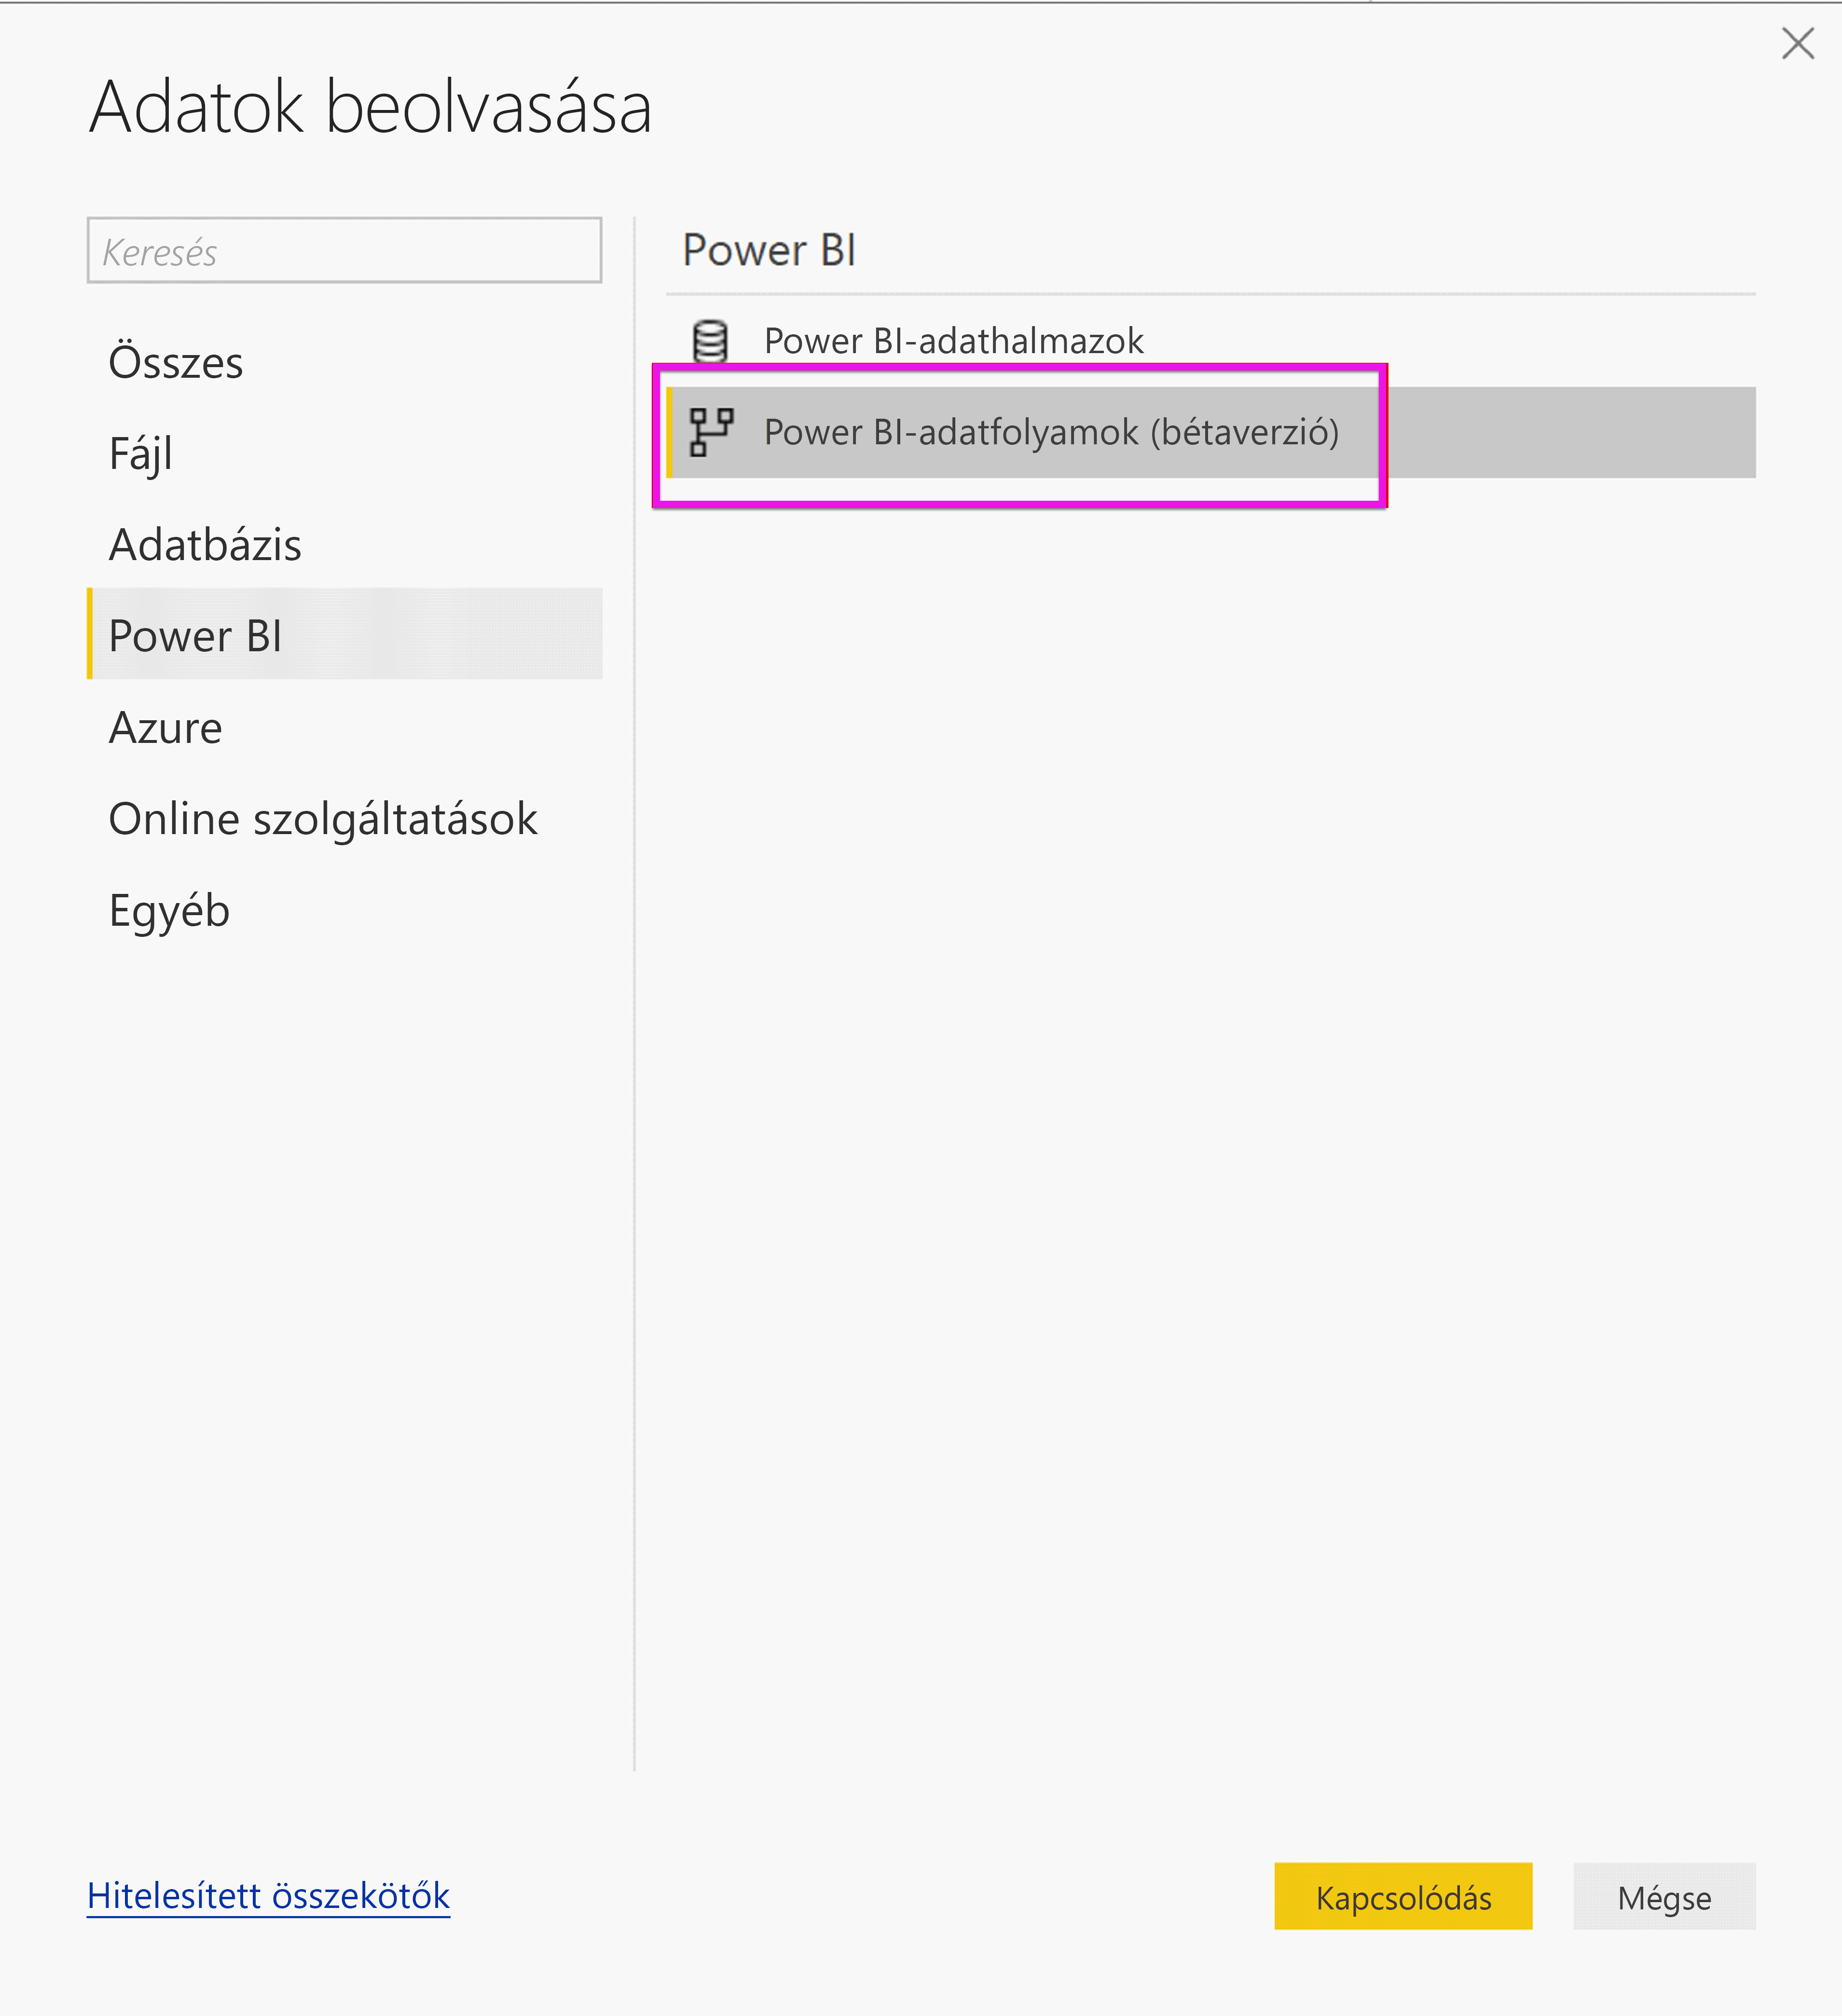 Adatok beolvasása
Keresés
Összes
Fájl
Adatbázis
Power BI
Azure
Online szolgáltatások
Egyéb
Power BI
Power BI-adathalmazok
Power BI-adatfolyamok (bétaverzió)
Hitelesített összekötők
Kapcsolódás
Mégse